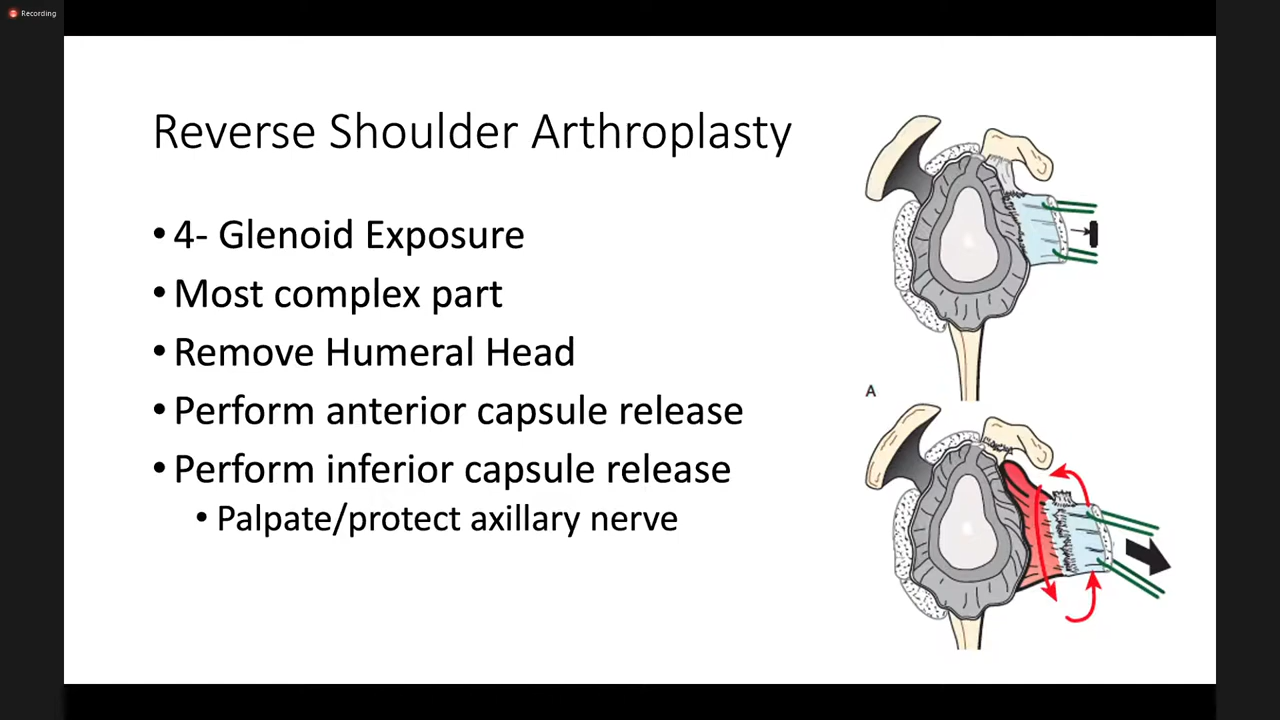 Recording
Reverse Shoulder Arthroplasty
• 4- Glenoid Exposure
• Most complex part
• Remove Humeral Head
• Perform anterior capsule release
• Perform inferior capsule release
• Palpate/protect axillary nerve
A